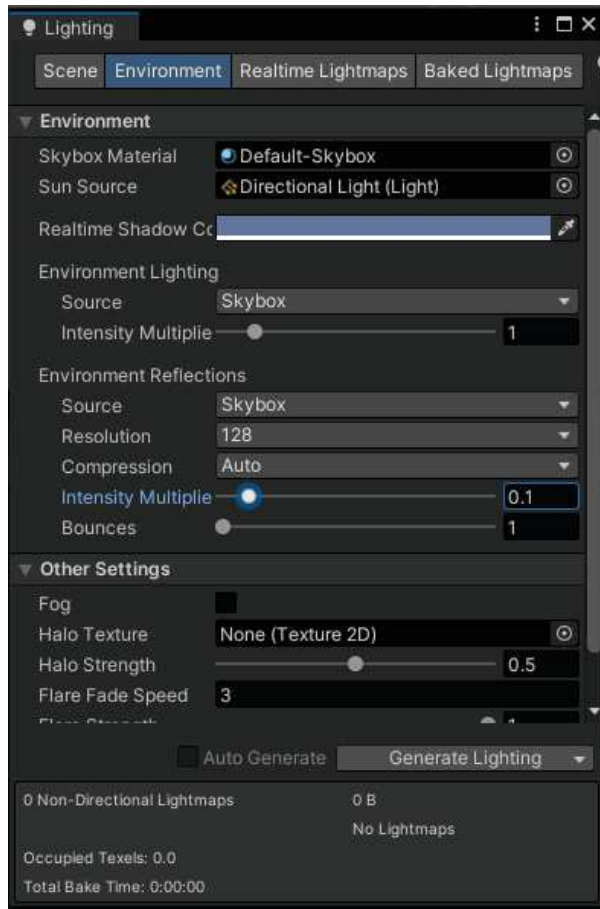 Lighting
Scene Environment Realtime Lightmaps Baked Lightmaps
Environment
Skybox Material Default-Skybox
Sun Source Directional Light (Light)
Realtime Shadow Co
Environment Lighting
Source Skybox
Intensity Multiplie 1
Environment Reflections
Source Skybox
Resolution 128
Compression Auto
Intensity Multiplie 0.1
Bounces 1
Other Settings
Fog
Halo Texture None (Texture 2D)
Halo Strength 0.5
Flare Fade Speed 3
Auto Generate Generate Lighting
0 Non-Directional Lightmaps 0 B
No Lightmaps
Occupied Texels: 0.0
Total Bake Time: 0:00:00